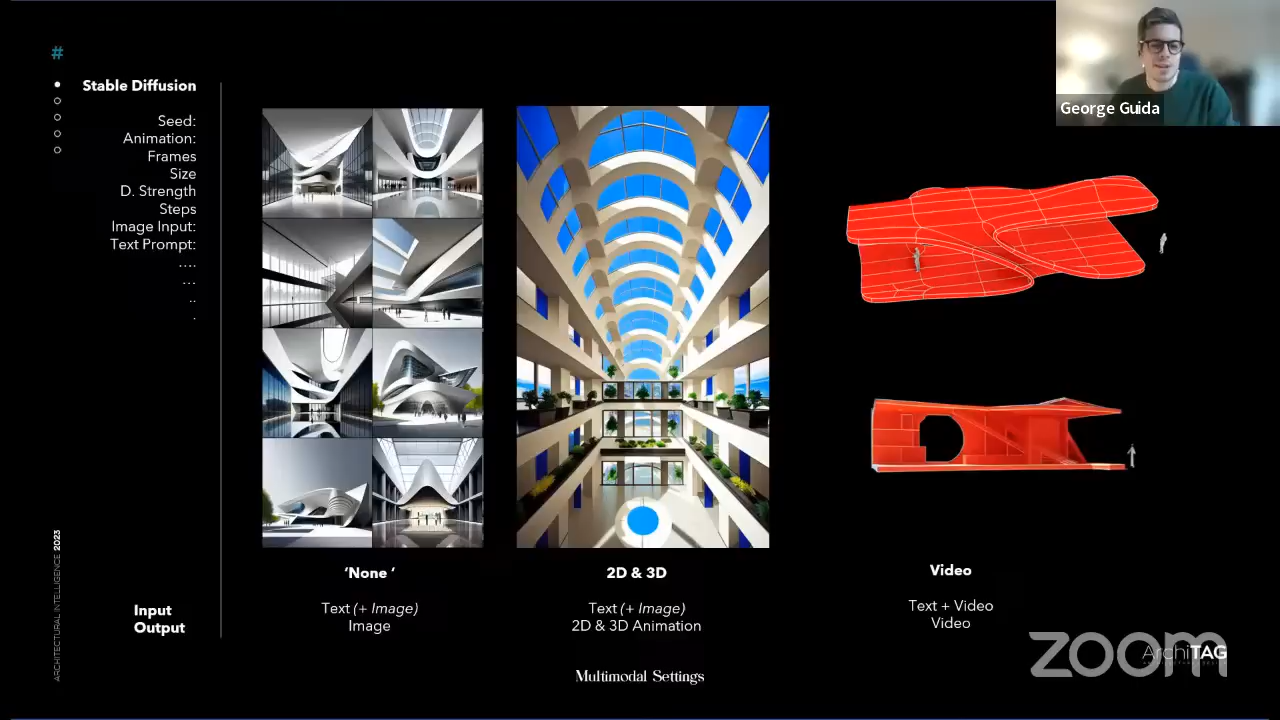 George Guida
#
Stable Diffusion
Seed:
Animation:
Frames
Size
D. Strength
Steps
Image Input:
Text Prompt:
....
...
..
.
ARCHITECTURAL INTELLIGENCE 2023
Input
Output
‘None ‘
Text (+ Image)
Image
2D & 3D
Text (+ Image)
2D & 3D Animation
Video
Text + Video
Video
Multimodal Settings
zoom
ArchiTAG